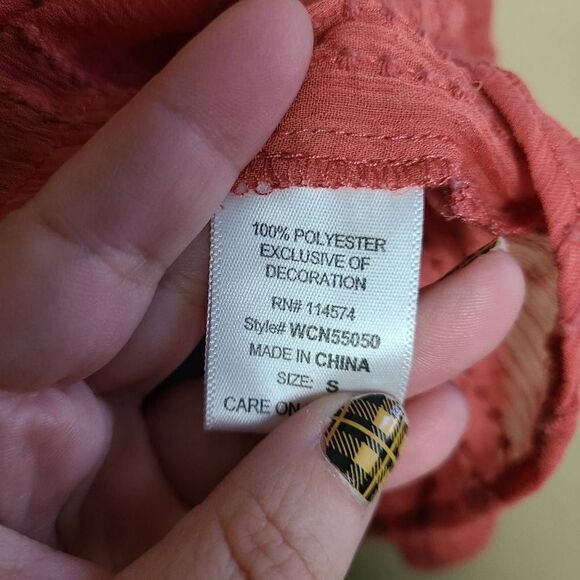 100% POLYESTER
EXCLUSIVE OF
DECORATION
RN# 114574
Style# WCN55050
MADE IN CHINA
SIZE: S
CARE ON